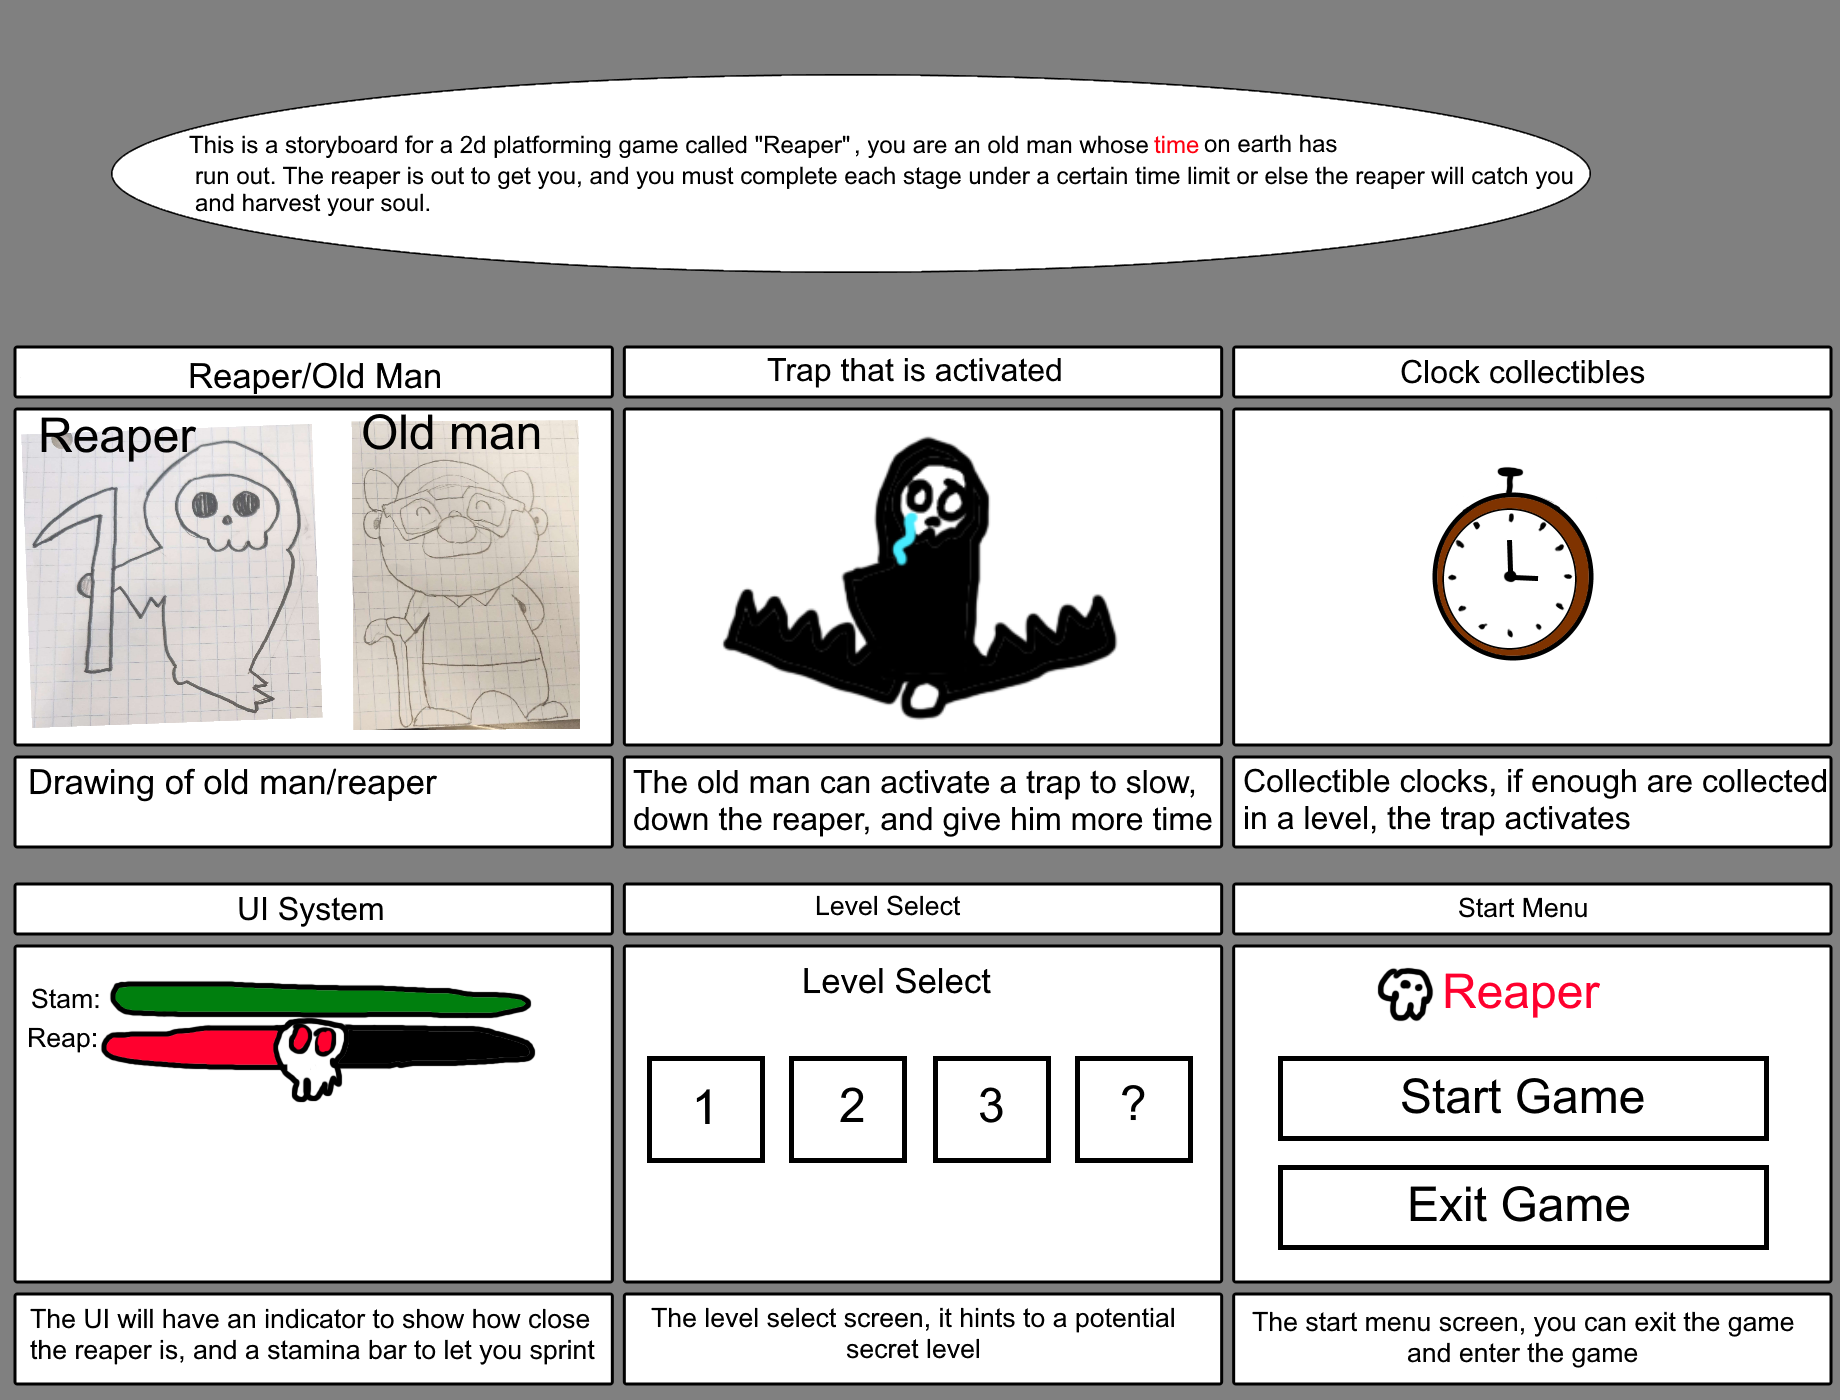 This is a storyboard for a 2d platforming game called "Reaper", you are an old man whose time on earth has
run out. The reaper is out to get you, and you must complete each stage under a certain time limit or else the reaper will catch you
and harvest your soul.
Reaper/Old Man
Trap that is activated
Clock collectibles
Reaper
Old man
Drawing of old man/reaper
The old man can activate a trap to slow,
down the reaper, and give him more time
Collectible clocks, if enough are collected
in a level, the trap activates
UI System
Level Select
Start Menu
Stam:
Reap:
Level Select
1
2
3
?
Reaper
Start Game
Exit Game
The UI will have an indicator to show how close
the reaper is, and a stamina bar to let you sprint
The level select screen, it hints to a potential
secret level
The start menu screen, you can exit the game
and enter the game